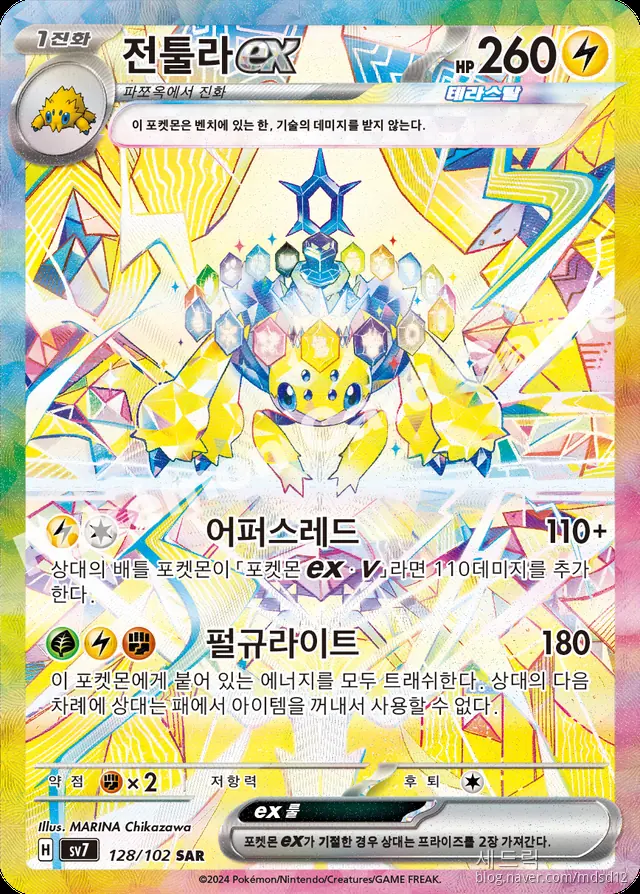 1진화
전툴라ex
HP 260
파쪼옥에서 진화
테라스탈
이 포켓몬은 벤치에 있는 한, 기술의 데미지를 받지 않는다.
어퍼스레드 110+
상대의 배틀 포켓몬이 「포켓몬 ex・V」라면 110데미지를 추가
한다.
펄규라이트 180
이 포켓몬에게 붙어 있는 에너지를 모두 트래쉬한다. 상대의 다음
차례에 상대는 패에서 아이템을 꺼내서 사용할 수 없다.
약점 ×2 저항력 후퇴
ex 룰
포켓몬 ex가 기절한 경우 상대는 프라이즈를 2장 가져간다.
Illus. MARINA Chikazawa
H sv7 128/102 SAR
세드릭
blog.naver.com/mdsd12
©2024 Pokémon/Nintendo/Creatures/GAME FREAK.